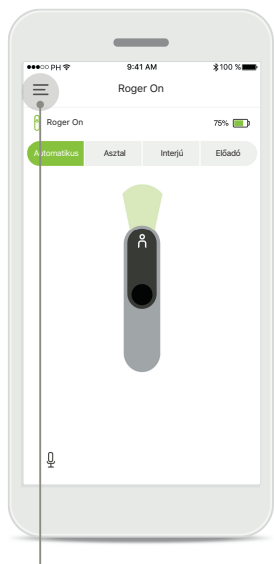 PH 9:41 AM 100 %
Roger On
Roger On 75%
Automatikus Asztal Interjú Előadó